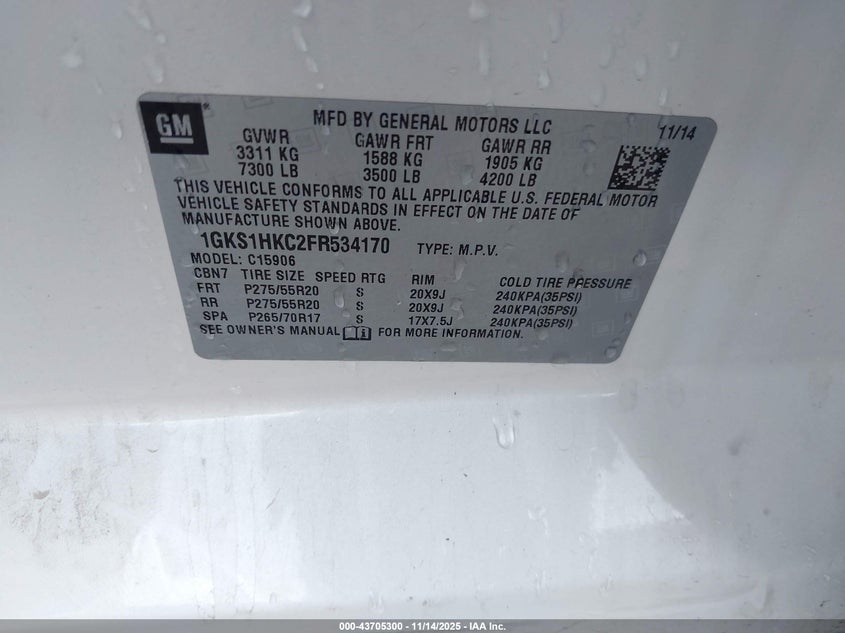 GM ®
MFD BY GENERAL MOTORS LLC 11/14
GVWR GAWR FRT GAWR RR
3311 KG 1588 KG 1905 KG
7300 LB 3500 LB 4200 LB
THIS VEHICLE CONFORMS TO ALL APPLICABLE U.S. FEDERAL MOTOR
VEHICLE SAFETY STANDARDS IN EFFECT ON THE DATE OF
MANUFACTURE SHOWN ABOVE.
1GKS1HKC2FR534170 TYPE: M.P.V.
MODEL: C15906
CBN7 TIRE SIZE SPEED RTG RIM COLD TIRE PRESSURE
FRT P275/55R20 S 20X9J 240KPA(35PSI)
RR P275/55R20 S 20X9J 240KPA(35PSI)
SPA P265/70R17 S 17X7.5J 240KPA(35PSI)
SEE OWNER'S MANUAL FOR MORE INFORMATION.
000-43705300 - 11/14/2025 - IAA Inc.